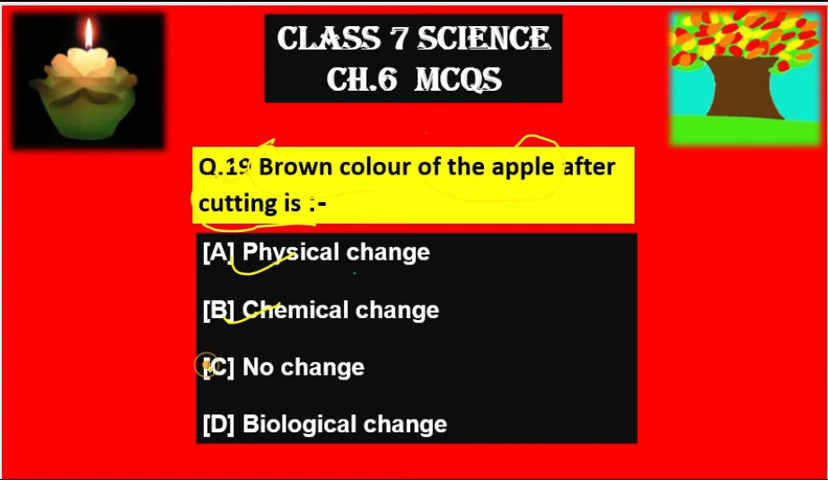 CLASS 7 SCIENCE
CH.6 MCQS
Q.19 Brown colour of the apple after
cutting is :-
[A] Physical change
[B] Chemical change
[C] No change
[D] Biological change